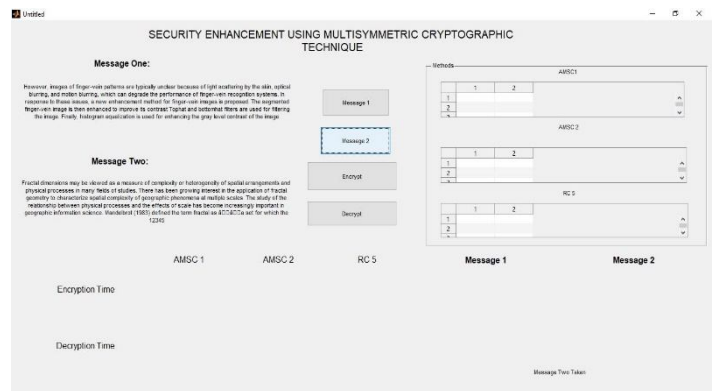 Untitled
SECURITY ENHANCEMENT USING MULTISYMMETRIC CRYPTOGRAPHIC
TECHNIQUE
Message One:
However, images of finger-vein patterns are typically unclear because of light scattering by the skin, optical
blurring, and motion blurring, which can degrade the performance of finger-vein recognition systems. In
response to these issues, a new enhancement method for finger-vein images is proposed. The segmented
finger-vein image is then enhanced to improve its contrast Tophat and bottomhat filters are used for filtering
the image. Finally, histogram equalization is used for enhancing the gray level contrast of the image
Message Two:
Fractal dimensions may be viewed as a measure of complexity or heterogeneity of spatial arrangements and
physical processes in many fields of studies. There has been growing interest in the application of fractal
geometry to characterize spatial complexity of geographic phenomena at multiple scales. The study of the
relationship between physical processes and the effects of scale has become increasingly important in
geographic information science. Mandelbrot (1983) defined the term fractal as set for which the
12345
Message 1
Message 2
Encrypt
Decrypt
Methods
AMSC1
1 2
1
2
AMSC 2
1 2
1
2
RC 5
1 2
1
2
AMSC 1 AMSC 2 RC 5 Message 1 Message 2
Encryption Time
Decryption Time
Message Two Taken